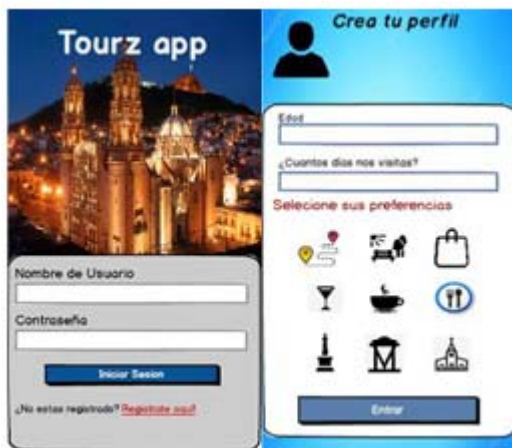 Tourz app
Nombre de Usuario
Contraseña
Iniciar Sesion
¿No estas registrado? Registrate aquí!
Crea tu perfil
Edad
¿Cuantos días nos visitas?
Selecione sus preferencias
Entrar